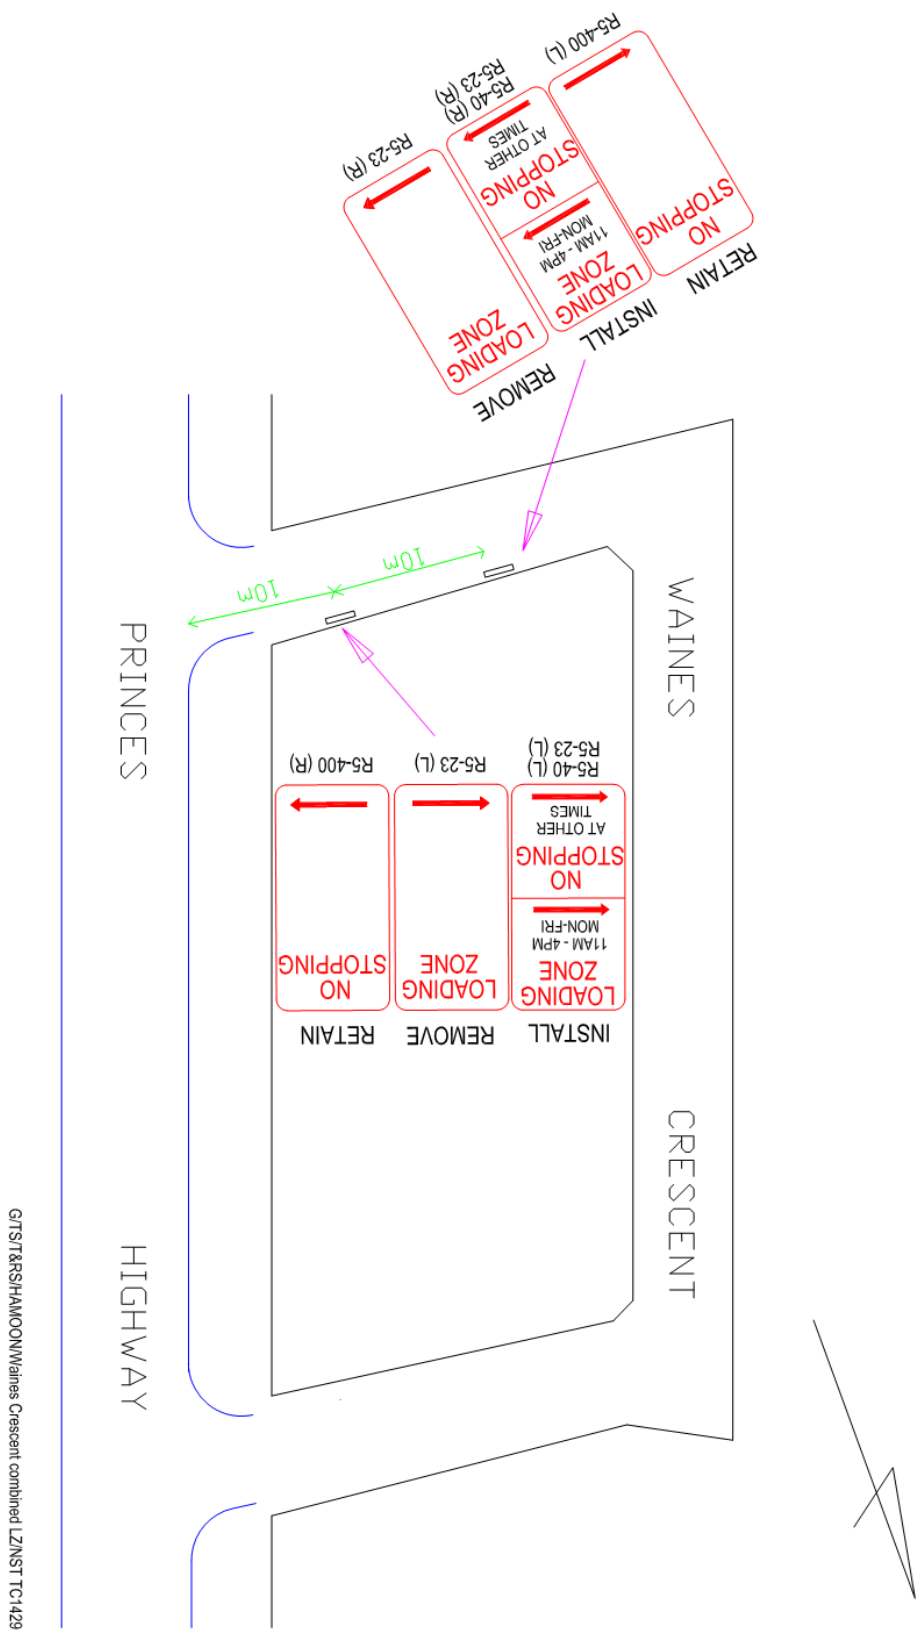 RETAIN
NO
STOPPING
R5-400 (L)
INSTALL
LOADING
ZONE
11AM - 4PM
MON-FRI
NO
STOPPING
AT OTHER
TIMES
R5-40 (R)
R5-23 (R)
REMOVE
LOADING
ZONE
R5-23 (R)
10m
10m
PRINCES
HIGHWAY
WAINES
CRESCENT
INSTALL
LOADING
ZONE
11AM - 4PM
MON-FRI
NO
STOPPING
AT OTHER
TIMES
R5-40 (L)
R5-23 (L)
REMOVE
LOADING
ZONE
R5-23 (L)
RETAIN
NO
STOPPING
R5-400 (R)
G/TS/T&RS/HAMOON/Waines Crescent combined LZ/NST TC1429